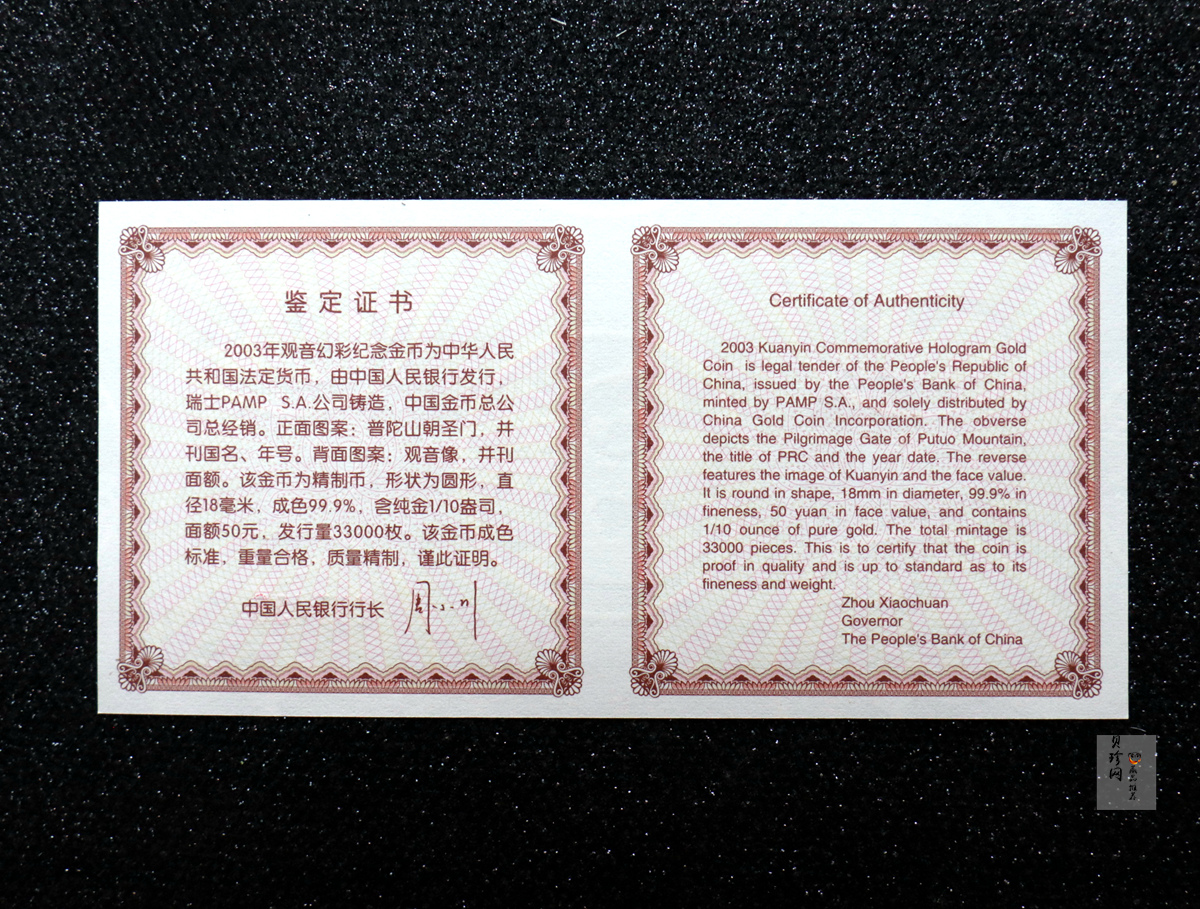 鉴定证书
2003年观音幻彩纪念金币为中华人民
共和国法定货币，由中国人民银行发行，
瑞士PAMP S.A.公司铸造，中国金币总公
司总经销。正面图案：普陀山朝圣门，并
刊国名、年号。背面图案：观音像，并刊
面额。该金币为精制币，形状为圆形，直
径18毫米，成色99.9%，含纯金1/10盎司，
面额50元，发行量33000枚。该金币成色
标准，重量合格，质量精制，谨此证明。
中国人民银行行长 周小川
Certificate of Authenticity
2003 Kuanyin Commemorative Hologram Gold
Coin is legal tender of the People's Republic of
China, issued by the People's Bank of China,
minted by PAMP S.A., and solely distributed by
China Gold Coin Incorporation. The obverse
depicts the Pilgrimage Gate of Putuo Mountain,
the title of PRC and the year date. The reverse
features the image of Kuanyin and the face value.
It is round in shape, 18mm in diameter, 99.9% in
fineness, 50 yuan in face value, and contains
1/10 ounce of pure gold. The total mintage is
33000 pieces. This is to certify that the coin is
proof in quality and is up to standard as to its
fineness and weight.
Zhou Xiaochuan
Governor
The People's Bank of China
贝珍网